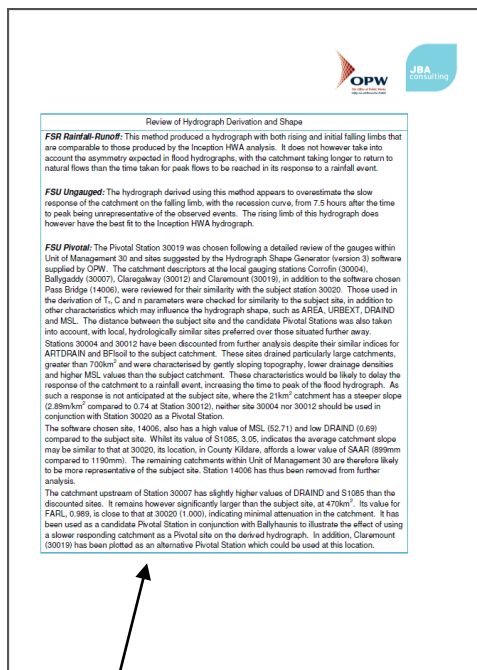 OPW
JBA
consulting
Review of Hydrograph Derivation and Shape
FSR Rainfall-Runoff: This method produced a hydrograph with both rising and initial falling limbs that
are comparable to those produced by the Inception HWA analysis. It does not however take into
account the asymmetry expected in flood hydrographs, with the catchment taking longer to return to
natural flows than the time taken for peak flows to be reached in its response to a rainfall event.
FSU Ungauged: The hydrograph derived using this method appears to overestimate the slow
response of the catchment on the falling limb, with the recession curve, from 7.5 hours after the time
to peak being unrepresentative of the observed events. The rising limb of this hydrograph does
however have the best fit to the Inception HWA hydrograph.
FSU Pivotal: The Pivotal Station 30019 was chosen following a detailed review of the gauges within
Unit of Management 30 and sites suggested by the Hydrograph Shape Generator (version 3) software
supplied by OPW. The catchment descriptors at the local gauging stations Corrofin (30004),
Ballygaddy (30007), Claregalway (30012) and Claremount (30019), in addition to the software chosen
Pass Bridge (14006), were reviewed for their similarity with the subject station 30020. Those used in
the derivation of Tr, C and n parameters were checked for similarity to the subject site, in addition to
other characteristics which may influence the hydrograph shape, such as AREA, URBEXT, DRAIND
and MSL. The distance between the subject site and the candidate Pivotal Stations was also taken
into account, with local, hydrologically similar sites preferred over those situated further away.
Stations 30004 and 30012 have been discounted from further analysis despite their similar indices for
ARTDRAIN and BFIsoil to the subject catchment. These sites drained particularly large catchments,
greater than 700km² and were characterised by gently sloping topography, lower drainage densities
and higher MSL values than the subject catchment. These characteristics would be likely to delay the
response of the catchment to a rainfall event, increasing the time to peak of the flood hydrograph. As
such a response is not anticipated at the subject site, where the 21km² catchment has a steeper slope
(2.89m/km² compared to 0.74 at Station 30012), neither site 30004 nor 30012 should be used in
conjunction with Station 30020 as a Pivotal Station.
The software chosen site, 14006, also has a high value of MSL (52.71) and low DRAIND (0.69)
compared to the subject site. Whilst its value of S1085, 3.05, indicates the average catchment slope
may be similar to that at 30020, its location, in County Kildare, affords a lower value of SAAR (899mm
compared to 1190mm). The remaining catchments within Unit of Management 30 are therefore likely
to be more representative of the subject site. Station 14006 has thus been removed from further
analysis.
The catchment upstream of Station 30007 has slightly higher values of DRAIND and S1085 than the
discounted sites. It remains however significantly larger than the subject site, at 470km². Its value for
FARL, 0.989, is close to that at 30020 (1.000), indicating minimal attenuation in the catchment. It has
been used as a candidate Pivotal Station in conjunction with Ballyhaunis to illustrate the effect of using
a slower responding catchment as a Pivotal site on the derived hydrograph. In addition, Claremount
(30019) has been plotted as an alternative Pivotal Station which could be used at this location.